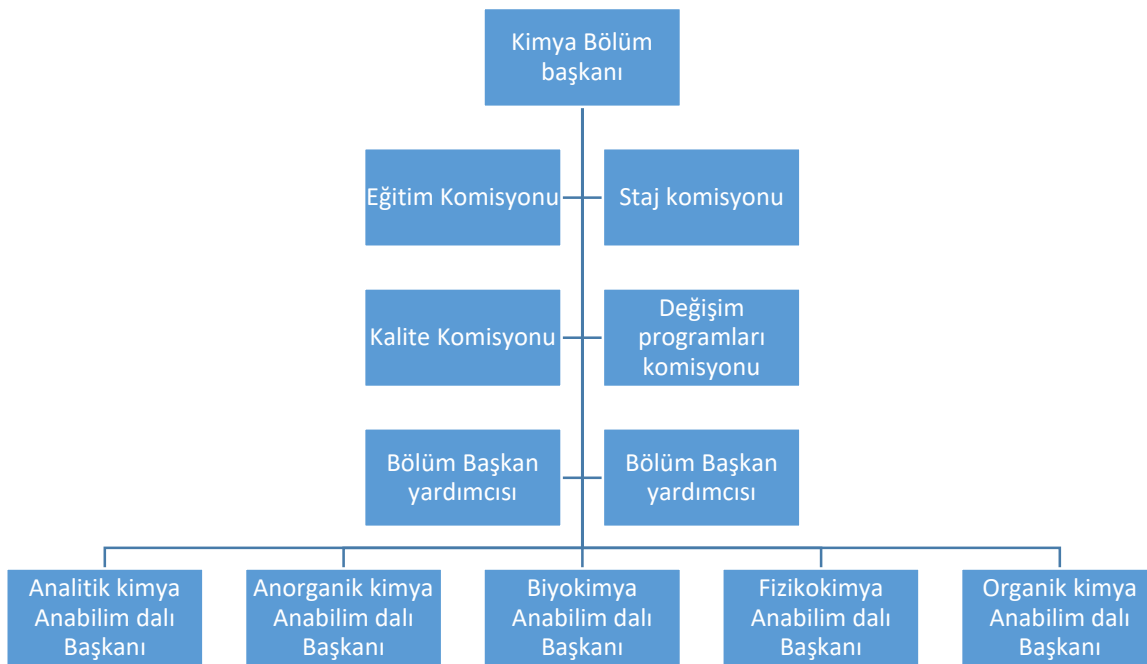 Kimya Bölüm
başkanı
Eğitim Komisyonu
Staj komisyonu
Kalite Komisyonu
Değişim
programları
komisyonu
Bölüm Başkan
yardımcısı
Bölüm Başkan
yardımcısı
Analitik kimya
Anabilim dalı
Başkanı
Anorganik kimya
Anabilim dalı
Başkanı
Biyokimya
Anabilim dalı
Başkanı
Fizikokimya
Anabilim dalı
Başkanı
Organik kimya
Anabilim dalı
Başkanı